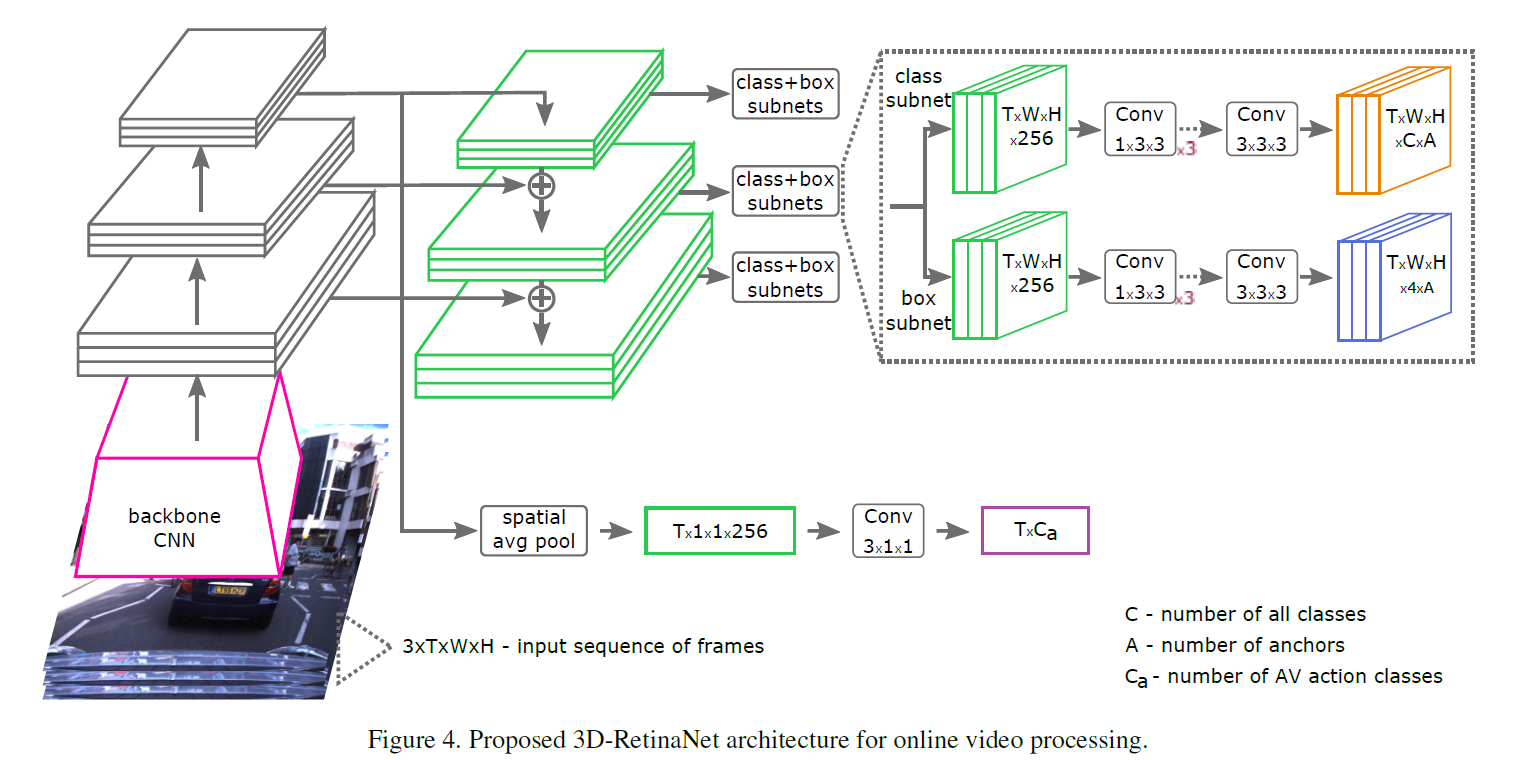 class+box
subnets
class+box
subnets
class+box
subnets
class
subnet
TxWxH
x256
Conv
1x3x3
x3
Conv
3x3x3
TxWxH
xCxA
box
subnet
TxWxH
x256
Conv
1x3x3
x3
Conv
3x3x3
TxWxH
x4xA
backbone
CNN
spatial
avg pool
Tx1x1x256
Conv
3x1x1
TxCa
3xTxWxH - input sequence of frames
C - number of all classes
A - number of anchors
Ca - number of AV action classes
Figure 4. Proposed 3D-RetinaNet architecture for online video processing.